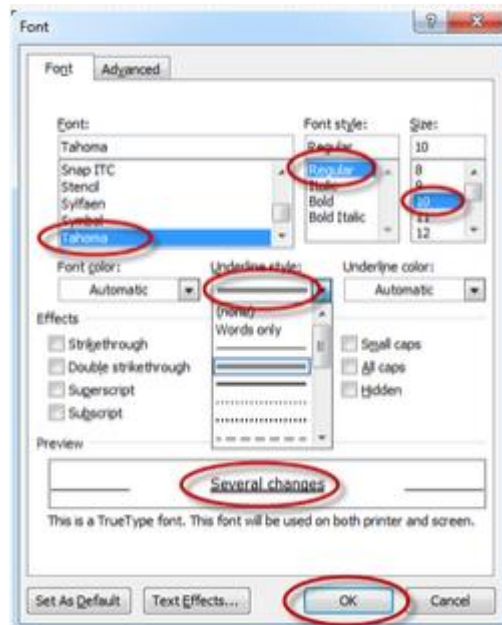 Font
Font Advanced
Font: Font style: Size:
Tahoma Regular 10
Snap ITC Regular 8
Stencil Italic 9
Sylfaen Bold 10
Symbol Bold Italic 11
Tahoma 12
Font color: Underline style: Underline color:
Automatic Automatic
(none)
Words only
Effects
Strikethrough Small caps
Double strikethrough All caps
Superscript Hidden
Subscript
Preview
Several changes
This is a TrueType font. This font will be used on both printer and screen.
Set As Default Text Effects... OK Cancel